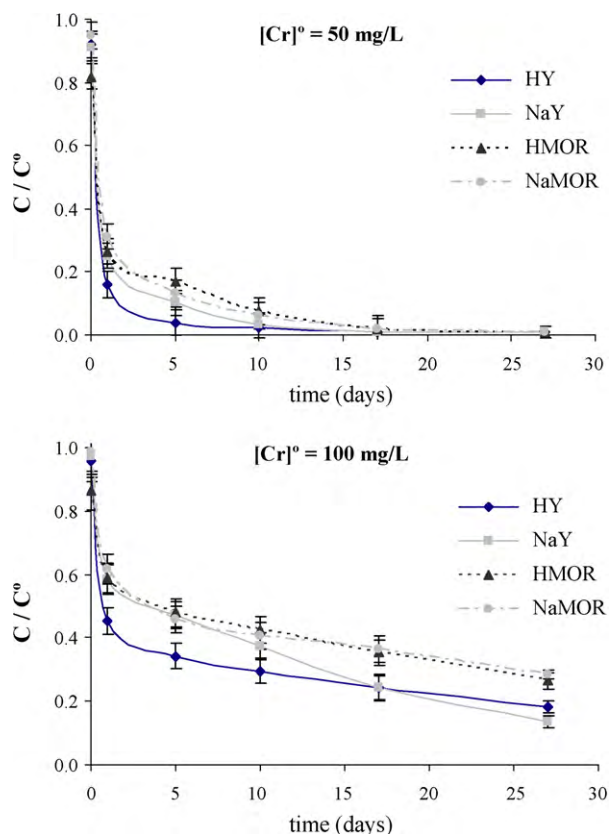 [Cr]º = 50 mg/L
HY
NaY
HMOR
NaMOR
C / Cº
1.0
0.8
0.6
0.4
0.2
0.0
0 5 10 15 20 25 30
time (days)
[Cr]º = 100 mg/L
HY
NaY
HMOR
NaMOR
C / Cº
1.0
0.8
0.6
0.4
0.2
0.0
0 5 10 15 20 25 30
time (days)